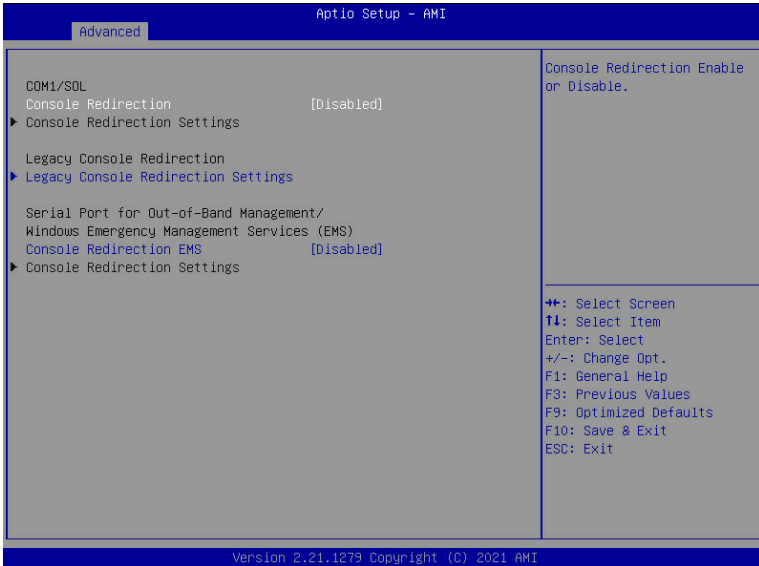 Aptio Setup – AMI
Advanced
COM1/SOL
Console Redirection [Disabled]
▶ Console Redirection Settings
Legacy Console Redirection
▶ Legacy Console Redirection Settings
Serial Port for Out-of-Band Management/
Windows Emergency Management Services (EMS)
Console Redirection EMS [Disabled]
▶ Console Redirection Settings
Console Redirection Enable
or Disable.
→←: Select Screen
↑↓: Select Item
Enter: Select
+/-: Change Opt.
F1: General Help
F3: Previous Values
F9: Optimized Defaults
F10: Save & Exit
ESC: Exit
Version 2.21.1279 Copyright (C) 2021 AMI